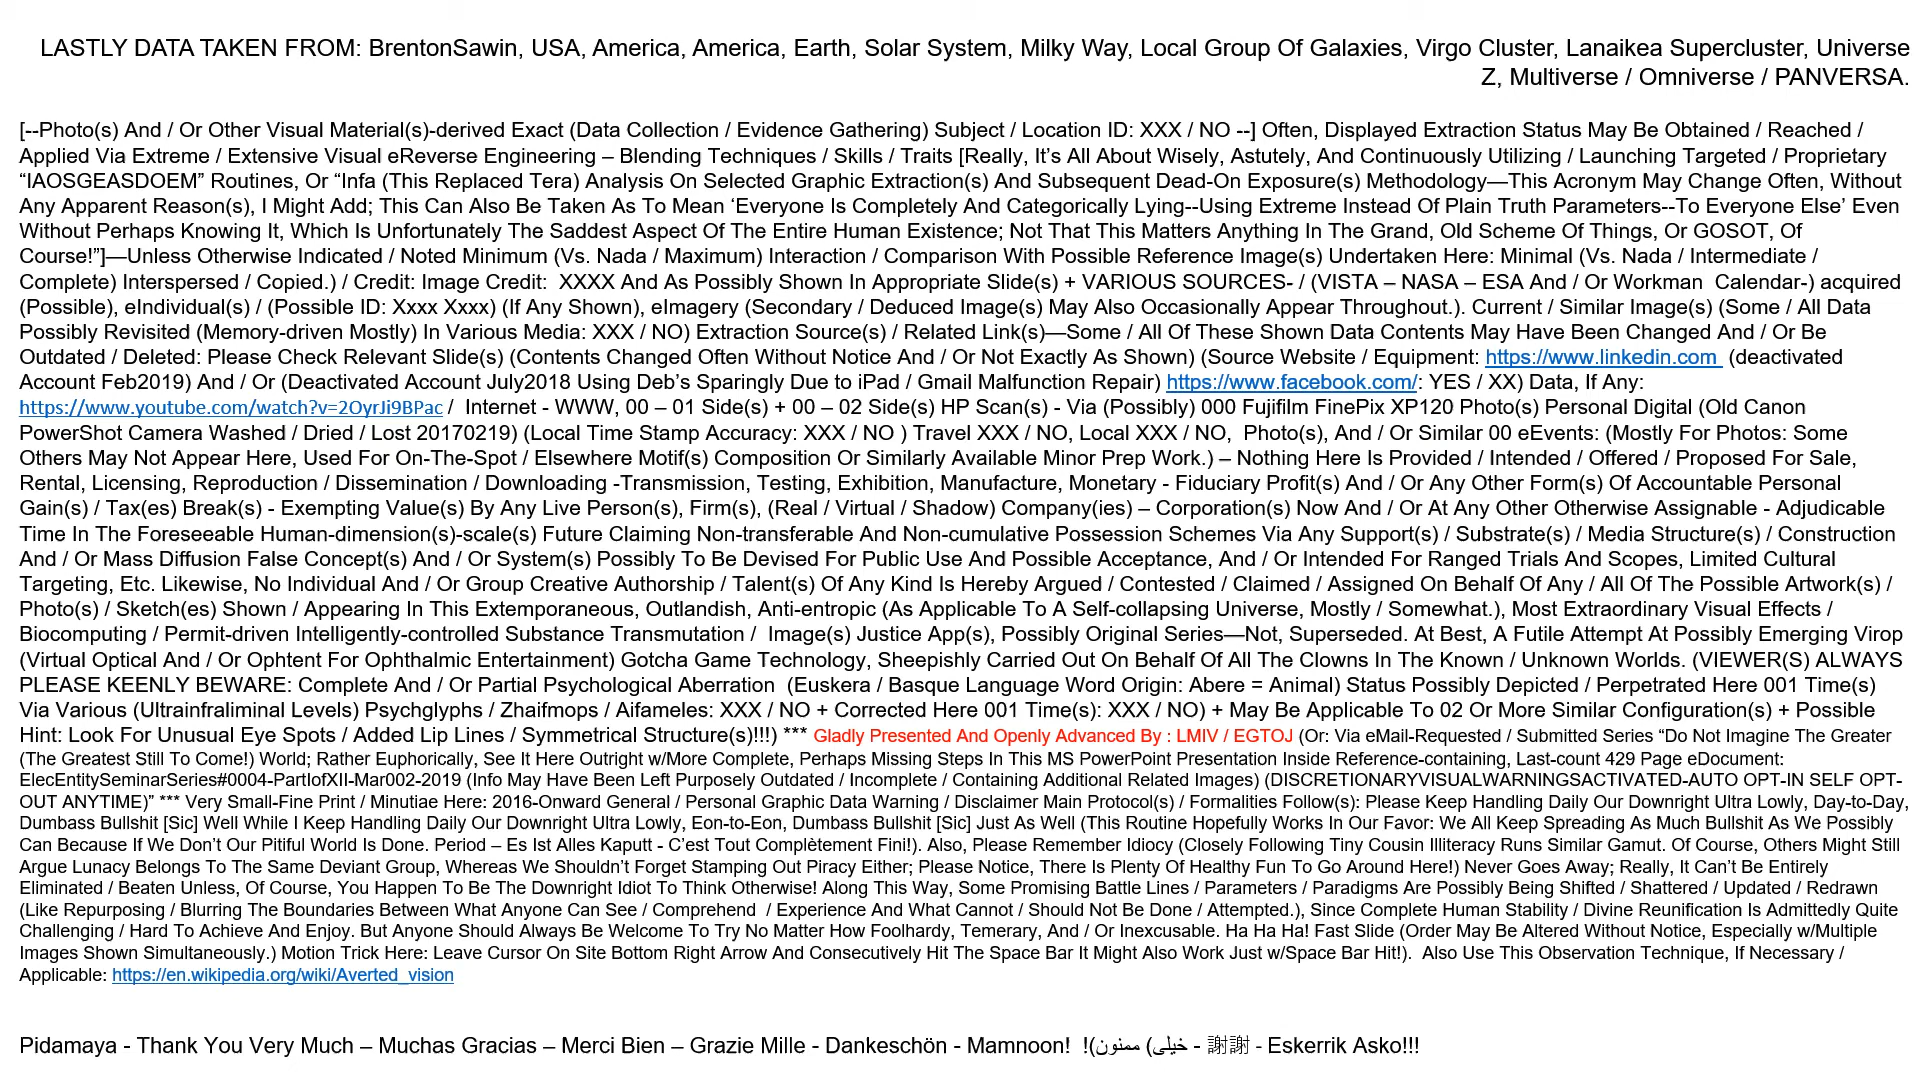 LASTLY DATA TAKEN FROM: BrentonSawin, USA, America, America, Earth, Solar System, Milky Way, Local Group Of Galaxies, Virgo Cluster, Lanaikea Supercluster, Universe
Z, Multiverse / Omniverse / PANVERSA.
[--Photo(s) And / Or Other Visual Material(s)-derived Exact (Data Collection / Evidence Gathering) Subject / Location ID: XXX / NO --] Often, Displayed Extraction Status May Be Obtained / Reached /
Applied Via Extreme / Extensive Visual eReverse Engineering – Blending Techniques / Skills / Traits [Really, It’s All About Wisely, Astutely, And Continuously Utilizing / Launching Targeted / Proprietary
“IAOSGEASDOEM” Routines, Or “Infa (This Replaced Tera) Analysis On Selected Graphic Extraction(s) And Subsequent Dead-On Exposure(s) Methodology—This Acronym May Change Often, Without
Any Apparent Reason(s), I Might Add; This Can Also Be Taken As To Mean ‘Everyone Is Completely And Categorically Lying--Using Extreme Instead Of Plain Truth Parameters--To Everyone Else’ Even
Without Perhaps Knowing It, Which Is Unfortunately The Saddest Aspect Of The Entire Human Existence; Not That This Matters Anything In The Grand, Old Scheme Of Things, Or GOSOT, Of
Course!”]—Unless Otherwise Indicated / Noted Minimum (Vs. Nada / Maximum) Interaction / Comparison With Possible Reference Image(s) Undertaken Here: Minimal (Vs. Nada / Intermediate /
Complete) Interspersed / Copied.) / Credit: Image Credit:  XXXX And As Possibly Shown In Appropriate Slide(s) + VARIOUS SOURCES- / (VISTA – NASA – ESA And / Or Workman  Calendar-) acquired
(Possible), eIndividual(s) / (Possible ID: Xxxx Xxxx) (If Any Shown), eImagery (Secondary / Deduced Image(s) May Also Occasionally Appear Throughout.). Current / Similar Image(s) (Some / All Data
Possibly Revisited (Memory-driven Mostly) In Various Media: XXX / NO) Extraction Source(s) / Related Link(s)—Some / All Of These Shown Data Contents May Have Been Changed And / Or Be
Outdated / Deleted: Please Check Relevant Slide(s) (Contents Changed Often Without Notice And / Or Not Exactly As Shown) (Source Website / Equipment: https://www.linkedin.com  (deactivated
Account Feb2019) And / Or (Deactivated Account July2018 Using Deb’s Sparingly Due to iPad / Gmail Malfunction Repair) https://www.facebook.com/: YES / XX) Data, If Any:
https://www.youtube.com/watch?v=2OyrJi9BPac /  Internet - WWW, 00 – 01 Side(s) + 00 – 02 Side(s) HP Scan(s) - Via (Possibly) 000 Fujifilm FinePix XP120 Photo(s) Personal Digital (Old Canon
PowerShot Camera Washed / Dried / Lost 20170219) (Local Time Stamp Accuracy: XXX / NO ) Travel XXX / NO, Local XXX / NO,  Photo(s), And / Or Similar 00 eEvents: (Mostly For Photos: Some
Others May Not Appear Here, Used For On-The-Spot / Elsewhere Motif(s) Composition Or Similarly Available Minor Prep Work.) – Nothing Here Is Provided / Intended / Offered / Proposed For Sale,
Rental, Licensing, Reproduction / Dissemination / Downloading -Transmission, Testing, Exhibition, Manufacture, Monetary - Fiduciary Profit(s) And / Or Any Other Form(s) Of Accountable Personal
Gain(s) / Tax(es) Break(s) - Exempting Value(s) By Any Live Person(s), Firm(s), (Real / Virtual / Shadow) Company(ies) – Corporation(s) Now And / Or At Any Other Otherwise Assignable - Adjudicable
Time In The Foreseeable Human-dimension(s)-scale(s) Future Claiming Non-transferable And Non-cumulative Possession Schemes Via Any Support(s) / Substrate(s) / Media Structure(s) / Construction
And / Or Mass Diffusion False Concept(s) And / Or System(s) Possibly To Be Devised For Public Use And Possible Acceptance, And / Or Intended For Ranged Trials And Scopes, Limited Cultural
Targeting, Etc. Likewise, No Individual And / Or Group Creative Authorship / Talent(s) Of Any Kind Is Hereby Argued / Contested / Claimed / Assigned On Behalf Of Any / All Of The Possible Artwork(s) /
Photo(s) / Sketch(es) Shown / Appearing In This Extemporaneous, Outlandish, Anti-entropic (As Applicable To A Self-collapsing Universe, Mostly / Somewhat.), Most Extraordinary Visual Effects /
Biocomputing / Permit-driven Intelligently-controlled Substance Transmutation /  Image(s) Justice App(s), Possibly Original Series—Not, Superseded. At Best, A Futile Attempt At Possibly Emerging Virop
(Virtual Optical And / Or Ophtent For Ophthalmic Entertainment) Gotcha Game Technology, Sheepishly Carried Out On Behalf Of All The Clowns In The Known / Unknown Worlds. (VIEWER(S) ALWAYS
PLEASE KEENLY BEWARE: Complete And / Or Partial Psychological Aberration  (Euskera / Basque Language Word Origin: Abere = Animal) Status Possibly Depicted / Perpetrated Here 001 Time(s)
Via Various (Ultrainfraliminal Levels) Psychglyphs / Zhaifmops / Aifameles: XXX / NO + Corrected Here 001 Time(s): XXX / NO) + May Be Applicable To 02 Or More Similar Configuration(s) + Possible
Hint: Look For Unusual Eye Spots / Added Lip Lines / Symmetrical Structure(s)!!!) *** Gladly Presented And Openly Advanced By : LMIV / EGTOJ (Or: Via eMail-Requested / Submitted Series “Do Not Imagine The Greater
(The Greatest Still To Come!) World; Rather Euphorically, See It Here Outright w/More Complete, Perhaps Missing Steps In This MS PowerPoint Presentation Inside Reference-containing, Last-count 429 Page eDocument:
ElecEntitySeminarSeries#0004-PartIofXII-Mar002-2019 (Info May Have Been Left Purposely Outdated / Incomplete / Containing Additional Related Images) (DISCRETIONARYVISUALWARNINGSACTIVATED-AUTO OPT-IN SELF OPT-
OUT ANYTIME)” *** Very Small-Fine Print / Minutiae Here: 2016-Onward General / Personal Graphic Data Warning / Disclaimer Main Protocol(s) / Formalities Follow(s): Please Keep Handling Daily Our Downright Ultra Lowly, Day-to-Day,
Dumbass Bullshit [Sic] Well While I Keep Handling Daily Our Downright Ultra Lowly, Eon-to-Eon, Dumbass Bullshit [Sic] Just As Well (This Routine Hopefully Works In Our Favor: We All Keep Spreading As Much Bullshit As We Possibly
Can Because If We Don’t Our Pitiful World Is Done. Period – Es Ist Alles Kaputt - C’est Tout Complètement Fini!). Also, Please Remember Idiocy (Closely Following Tiny Cousin Illiteracy Runs Similar Gamut. Of Course, Others Might Still
Argue Lunacy Belongs To The Same Deviant Group, Whereas We Shouldn’t Forget Stamping Out Piracy Either; Please Notice, There Is Plenty Of Healthy Fun To Go Around Here!) Never Goes Away; Really, It Can’t Be Entirely
Eliminated / Beaten Unless, Of Course, You Happen To Be The Downright Idiot To Think Otherwise! Along This Way, Some Promising Battle Lines / Parameters / Paradigms Are Possibly Being Shifted / Shattered / Updated / Redrawn
(Like Repurposing / Blurring The Boundaries Between What Anyone Can See / Comprehend  / Experience And What Cannot / Should Not Be Done / Attempted.), Since Complete Human Stability / Divine Reunification Is Admittedly Quite
Challenging / Hard To Achieve And Enjoy. But Anyone Should Always Be Welcome To Try No Matter How Foolhardy, Temerary, And / Or Inexcusable. Ha Ha Ha! Fast Slide (Order May Be Altered Without Notice, Especially w/Multiple
Images Shown Simultaneously.) Motion Trick Here: Leave Cursor On Site Bottom Right Arrow And Consecutively Hit The Space Bar It Might Also Work Just w/Space Bar Hit!).  Also Use This Observation Technique, If Necessary /
Applicable: https://en.wikipedia.org/wiki/Averted_vision
Pidamaya - Thank You Very Much – Muchas Gracias – Merci Bien – Grazie Mille - Dankeschön - Mamnoon!  !(خیلی) ممنون - 謝謝 - Eskerrik Asko!!!